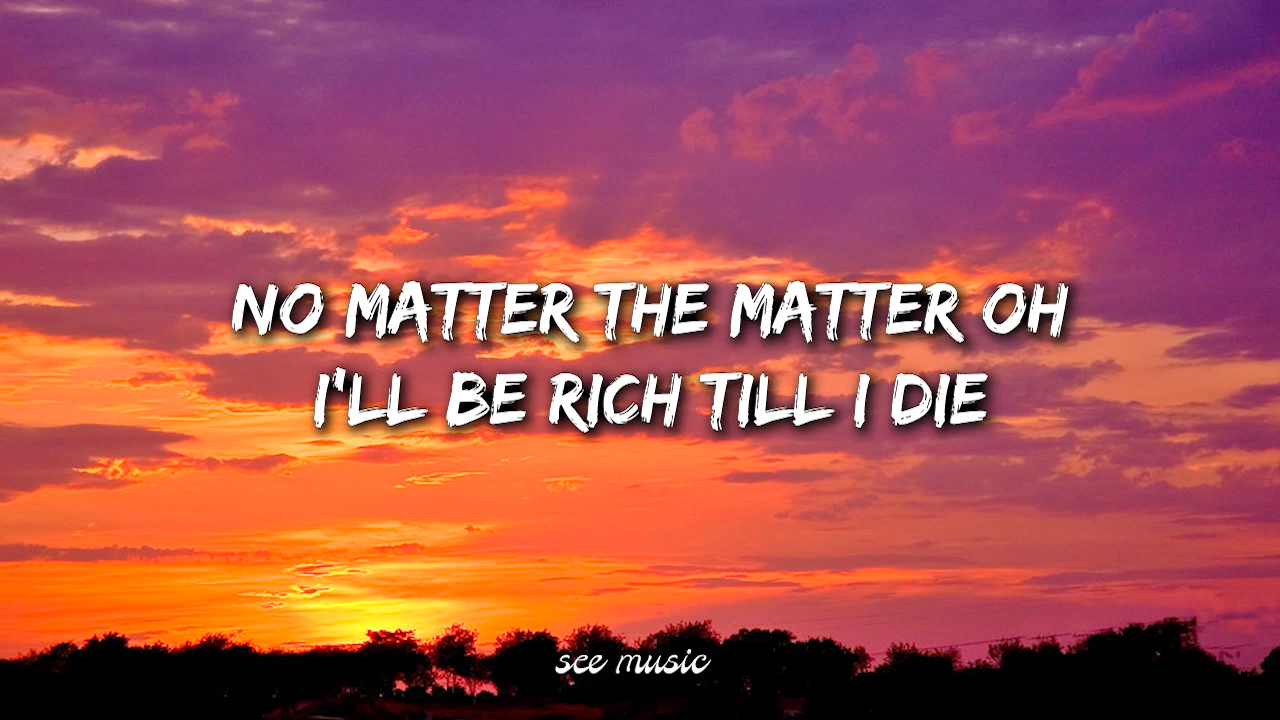 NO MATTER THE MATTER OH
I'LL BE RICH TILL I DIE
see music